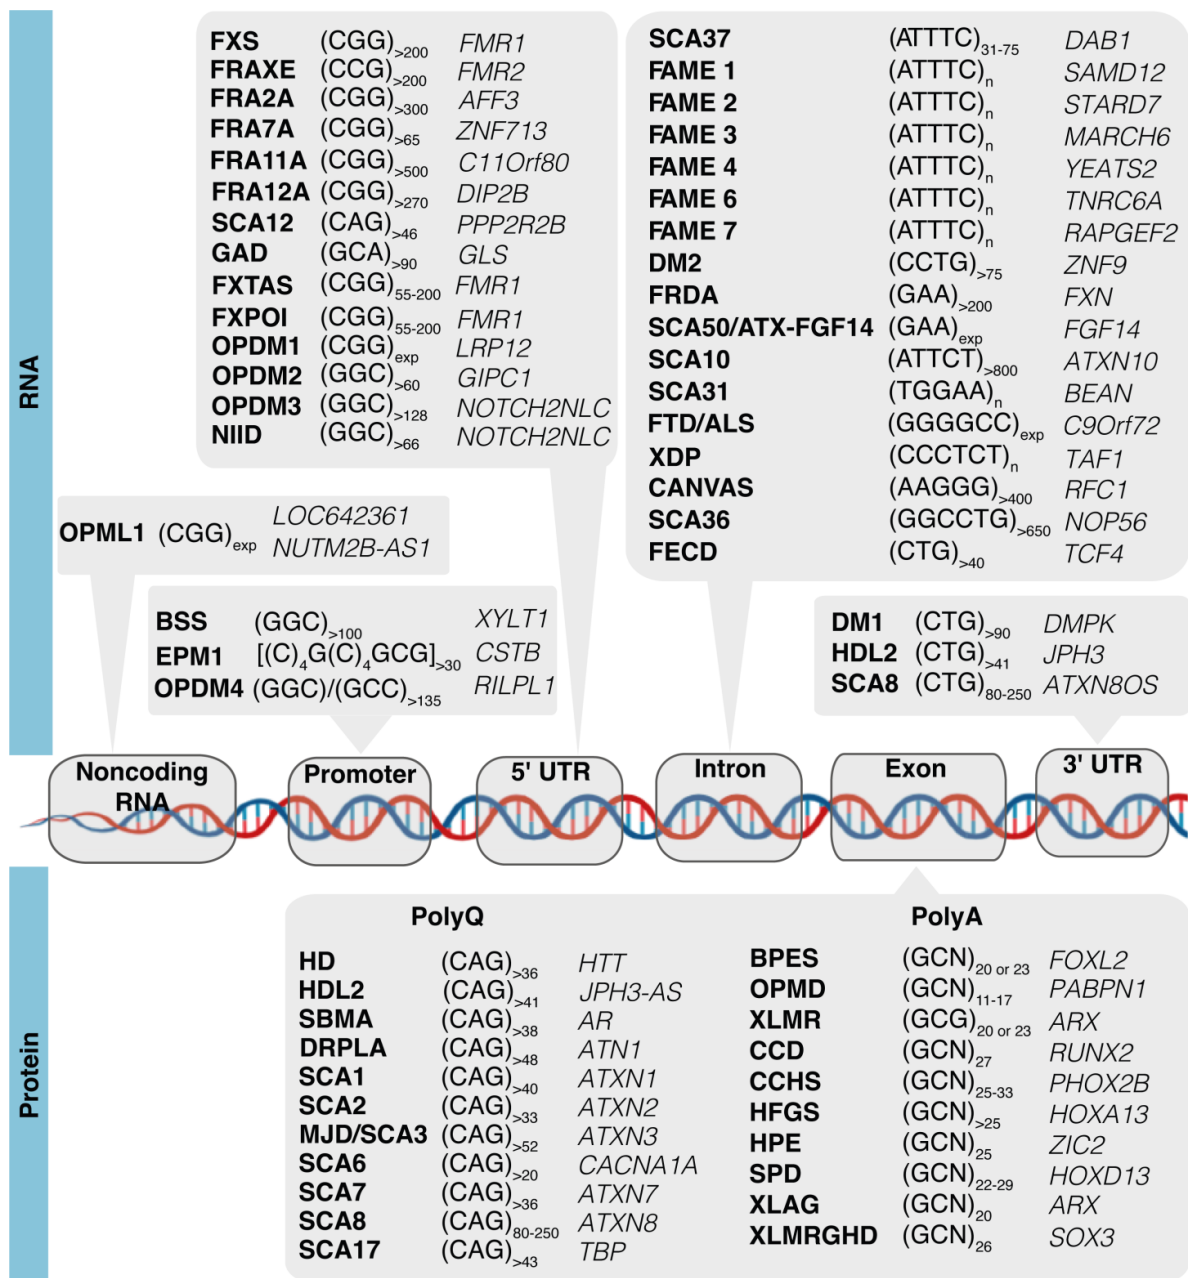 RNA
FXS (CGG)>200 FMR1
FRAXE (CCG)>200 FMR2
FRA2A (CGG)>300 AFF3
FRA7A (CGG)>65 ZNF713
FRA11A (CGG)>500 C11Orf80
FRA12A (CGG)>270 DIP2B
SCA12 (CAG)>46 PPP2R2B
GAD (GCA)>90 GLS
FXTAS (CGG)55-200 FMR1
FXPOI (CGG)55-200 FMR1
OPDM1 (CGG)exp LRP12
OPDM2 (GGC)>60 GIPC1
OPDM3 (GGC)>128 NOTCH2NLC
NIID (GGC)>66 NOTCH2NLC
SCA37 (ATTTC)31-75 DAB1
FAME 1 (ATTTC)n SAMD12
FAME 2 (ATTTC)n STARD7
FAME 3 (ATTTC)n MARCH6
FAME 4 (ATTTC)n YEATS2
FAME 6 (ATTTC)n TNRC6A
FAME 7 (ATTTC)n RAPGEF2
DM2 (CCTG)>75 ZNF9
FRDA (GAA)>200 FXN
SCA50/ATX-FGF14 (GAA)exp FGF14
SCA10 (ATTCT)>800 ATXN10
SCA31 (TGGAA)n BEAN
FTD/ALS (GGGGCC)exp C9Orf72
XDP (CCCTCT)n TAF1
CANVAS (AAGGG)>400 RFC1
SCA36 (GGCCTG)>650 NOP56
FECD (CTG)>40 TCF4
OPML1 (CGG)exp LOC642361
NUTM2B-AS1
BSS (GGC)>100 XYLT1
EPM1 [(C)4G(C)4GCG]>30 CSTB
OPDM4 (GGC)/(GCC)>135 RILPL1
DM1 (CTG)>90 DMPK
HDL2 (CTG)>41 JPH3
SCA8 (CTG)80-250 ATXN8OS
Noncoding
RNA
Promoter
5' UTR
Intron
Exon
3' UTR
Protein
PolyQ
HD (CAG)>36 HTT
HDL2 (CAG)>41 JPH3-AS
SBMA (CAG)>38 AR
DRPLA (CAG)>48 ATN1
SCA1 (CAG)>40 ATXN1
SCA2 (CAG)>33 ATXN2
MJD/SCA3 (CAG)>52 ATXN3
SCA6 (CAG)>20 CACNA1A
SCA7 (CAG)>36 ATXN7
SCA8 (CAG)80-250 ATXN8
SCA17 (CAG)>43 TBP
PolyA
BPES (GCN)20 or 23 FOXL2
OPMD (GCN)11-17 PABPN1
XLMR (GCG)20 or 23 ARX
CCD (GCN)27 RUNX2
CCHS (GCN)25-33 PHOX2B
HFGS (GCN)>25 HOXA13
HPE (GCN)25 ZIC2
SPD (GCN)22-29 HOXD13
XLAG (GCN)20 ARX
XLMRGHD (GCN)26 SOX3